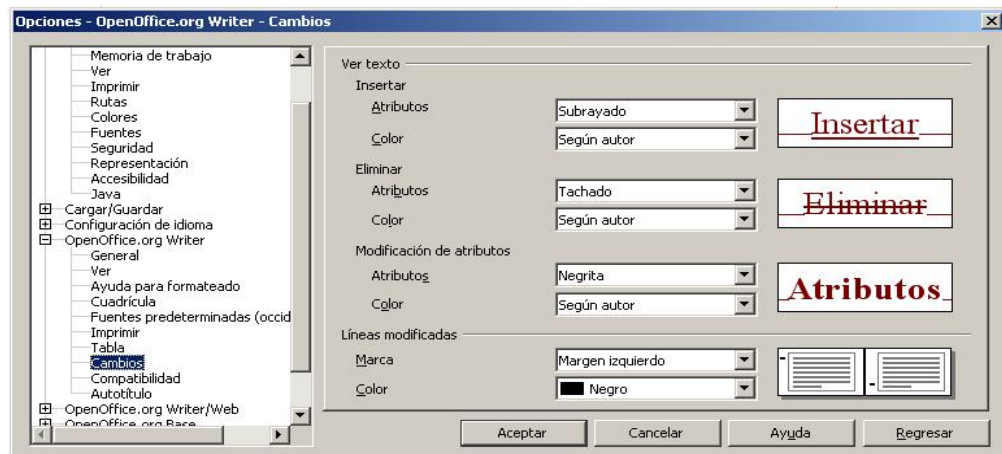 Opciones - OpenOffice.org Writer - Cambios
Memoria de trabajo
Ver
Imprimir
Rutas
Colores
Fuentes
Seguridad
Representación
Accesibilidad
Java
Cargar/Guardar
Configuración de idioma
OpenOffice.org Writer
General
Ver
Ayuda para formateado
Cuadrícula
Fuentes predeterminadas (occid
Imprimir
Tabla
Cambios
Compatibilidad
Autotítulo
OpenOffice.org Writer/Web
OpenOffice.org Base
Ver texto
Insertar
Atributos Subrayado Insertar
Color Según autor
Eliminar
Atributos Tachado Eliminar
Color Según autor
Modificación de atributos
Atributos Negrita Atributos
Color Según autor
Líneas modificadas
Marca Margen izquierdo
Color Negro
Aceptar Cancelar Ayuda Regresar